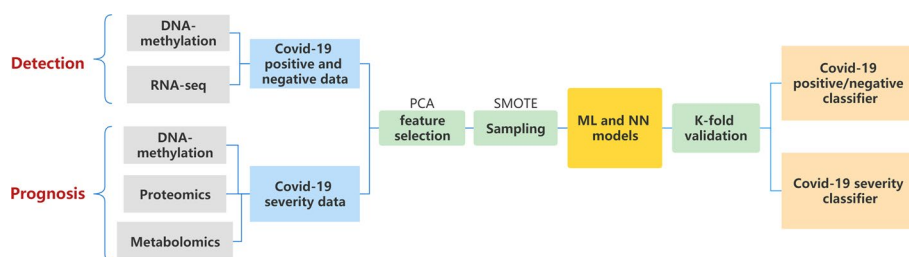 Detection
DNA-
methylation
RNA-seq
Covid-19
positive and
negative data
Prognosis
DNA-
methylation
Proteomics
Metabolomics
Covid-19
severity data
PCA
feature
selection
SMOTE
Sampling
ML and NN
models
K-fold
validation
Covid-19
positive/negative
classifier
Covid-19 severity
classifier